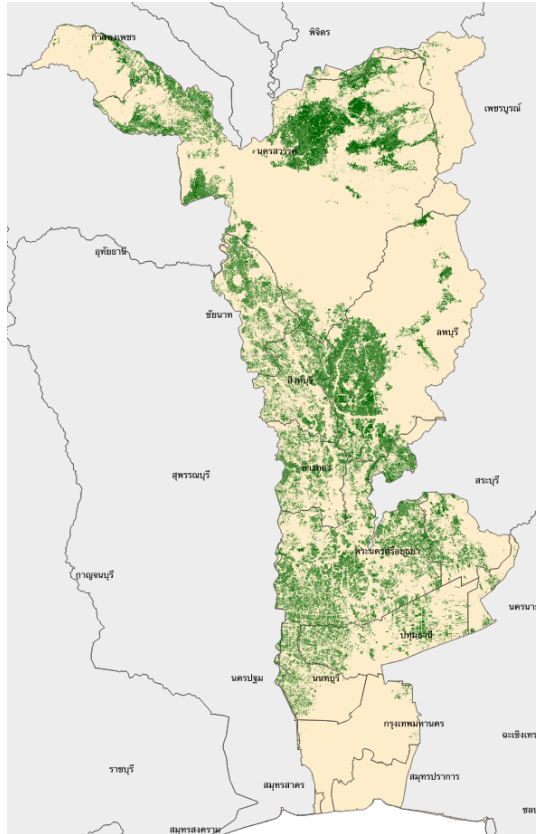 พิจิตร
กำแพงเพชร
เพชรบูรณ์
นครสวรรค์
อุทัยธานี
ชัยนาท
ลพบุรี
สิงห์บุรี
สุพรรณบุรี
อ่างทอง
สระบุรี
พระนครศรีอยุธยา
กาญจนบุรี
นครนาย
ปทุมธานี
นครปฐม
นนทบุรี
กรุงเทพมหานคร
ฉะเชิงเทร
ราชบุรี
สมุทรปราการ
สมุทรสาคร
ชลบ
สมุทรสงคราม